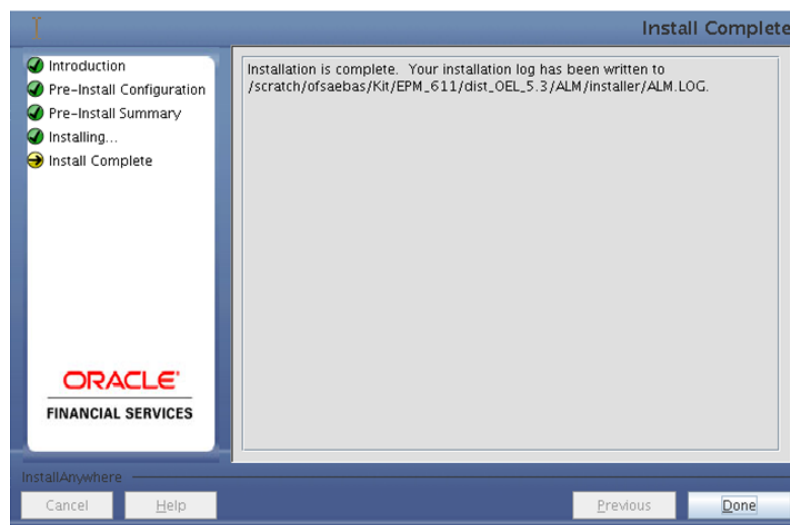 Install Complete
Introduction
Pre-Install Configuration
Pre-Install Summary
Installing...
Install Complete
Installation is complete.  Your installation log has been written to
/scratch/ofsaebas/Kit/EPM_611/dist_OEL_5.3/ALM/installer/ALM.LOG.
ORACLE'
FINANCIAL SERVICES
InstallAnywhere
Cancel
Help
Previous
Done